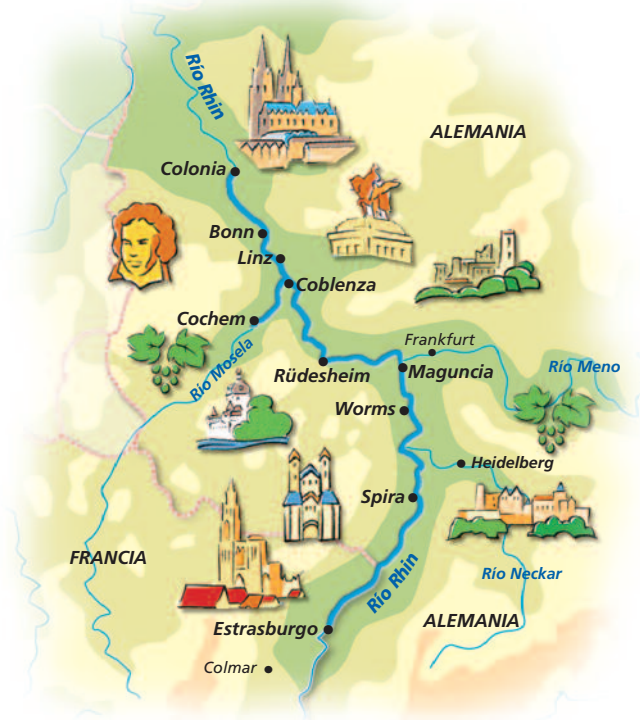 Río Rhin
ALEMANIA
Colonia
Bonn
Linz
Coblenza
Cochem
Río Mosela
Frankfurt
Río Meno
Rüdesheim
Maguncia
Worms
Heidelberg
Spira
FRANCIA
Río Rhin
Río Neckar
Estrasburgo
ALEMANIA
Colmar